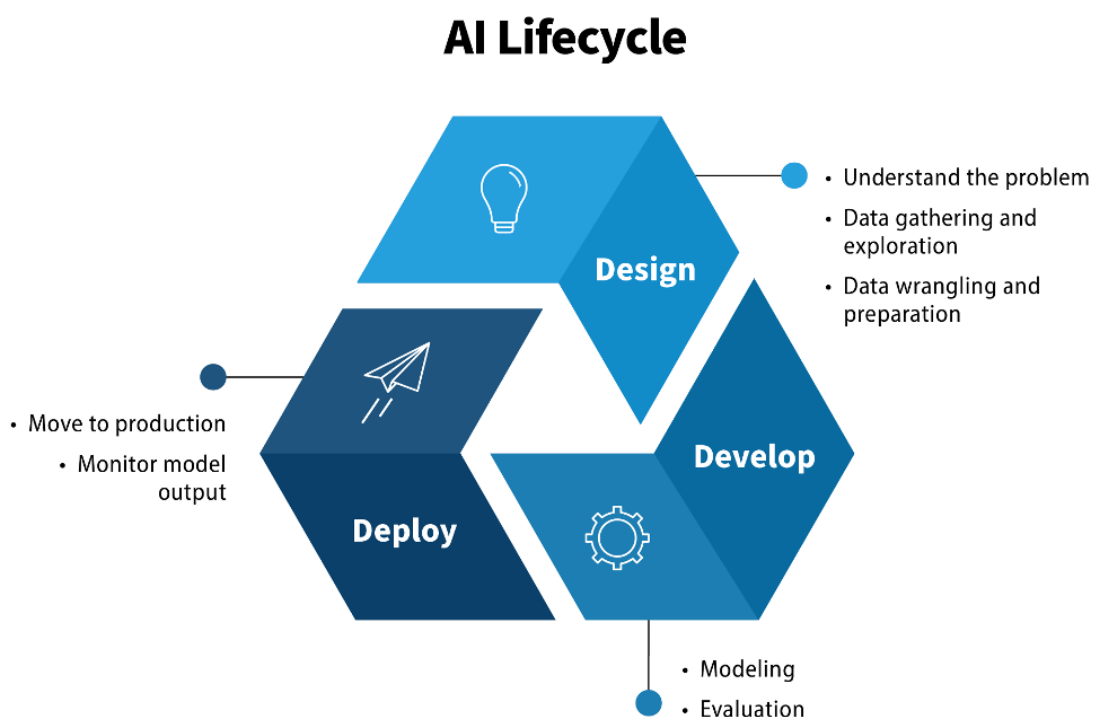 AI Lifecycle
Design
• Understand the problem
• Data gathering and
exploration
• Data wrangling and
preparation
Develop
• Modeling
• Evaluation
Deploy
• Move to production
• Monitor model
output